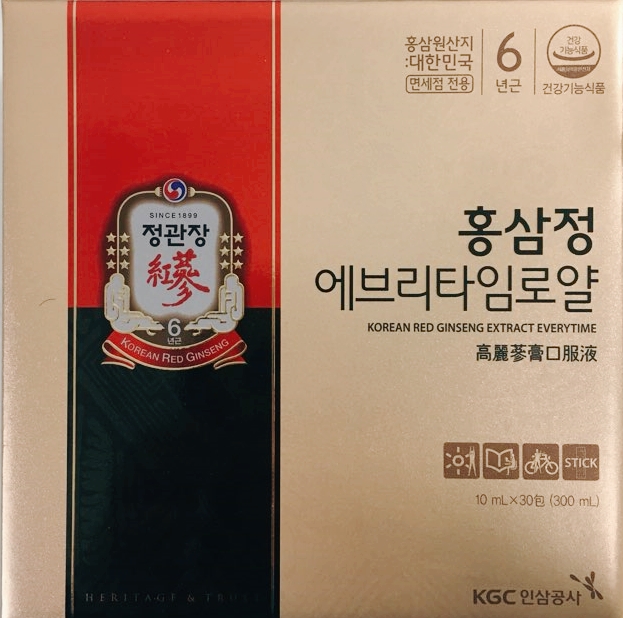 홍삼원산지
:대한민국
면세점 전용
6
년근
건강
기능식품
건강기능식품
SINCE 1899
정관장
紅蔘
6
년근
KOREAN RED GINSENG
홍삼정
에브리타임로얄
KOREAN RED GINSENG EXTRACT EVERYTIME
高麗蔘膏口服液
STICK
10 mL×30包 (300 mL)
HERITAGE & TRUST
KGC 인삼공사